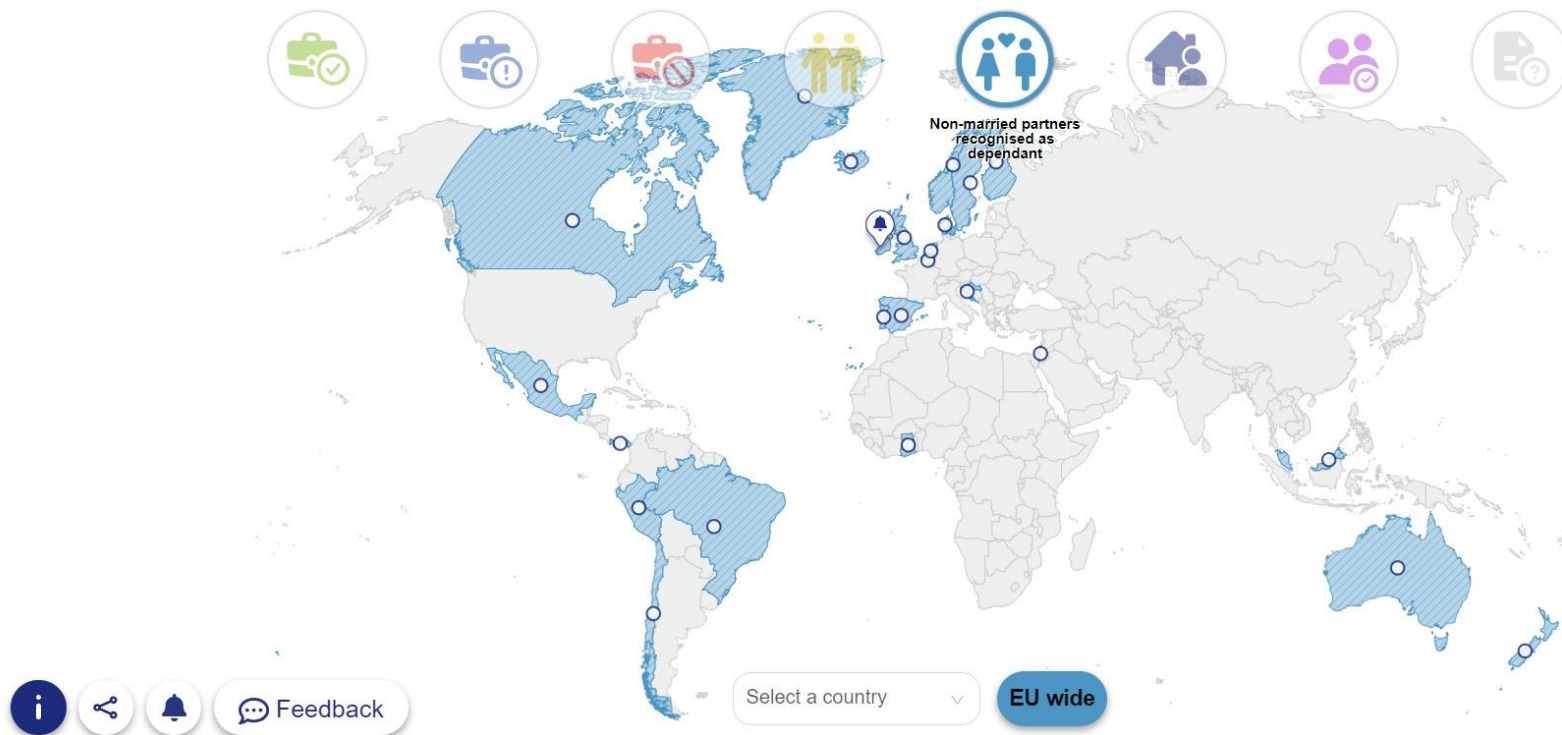 Non-married partners
recognised as
dependant
i
Feedback
Select a country
EU wide